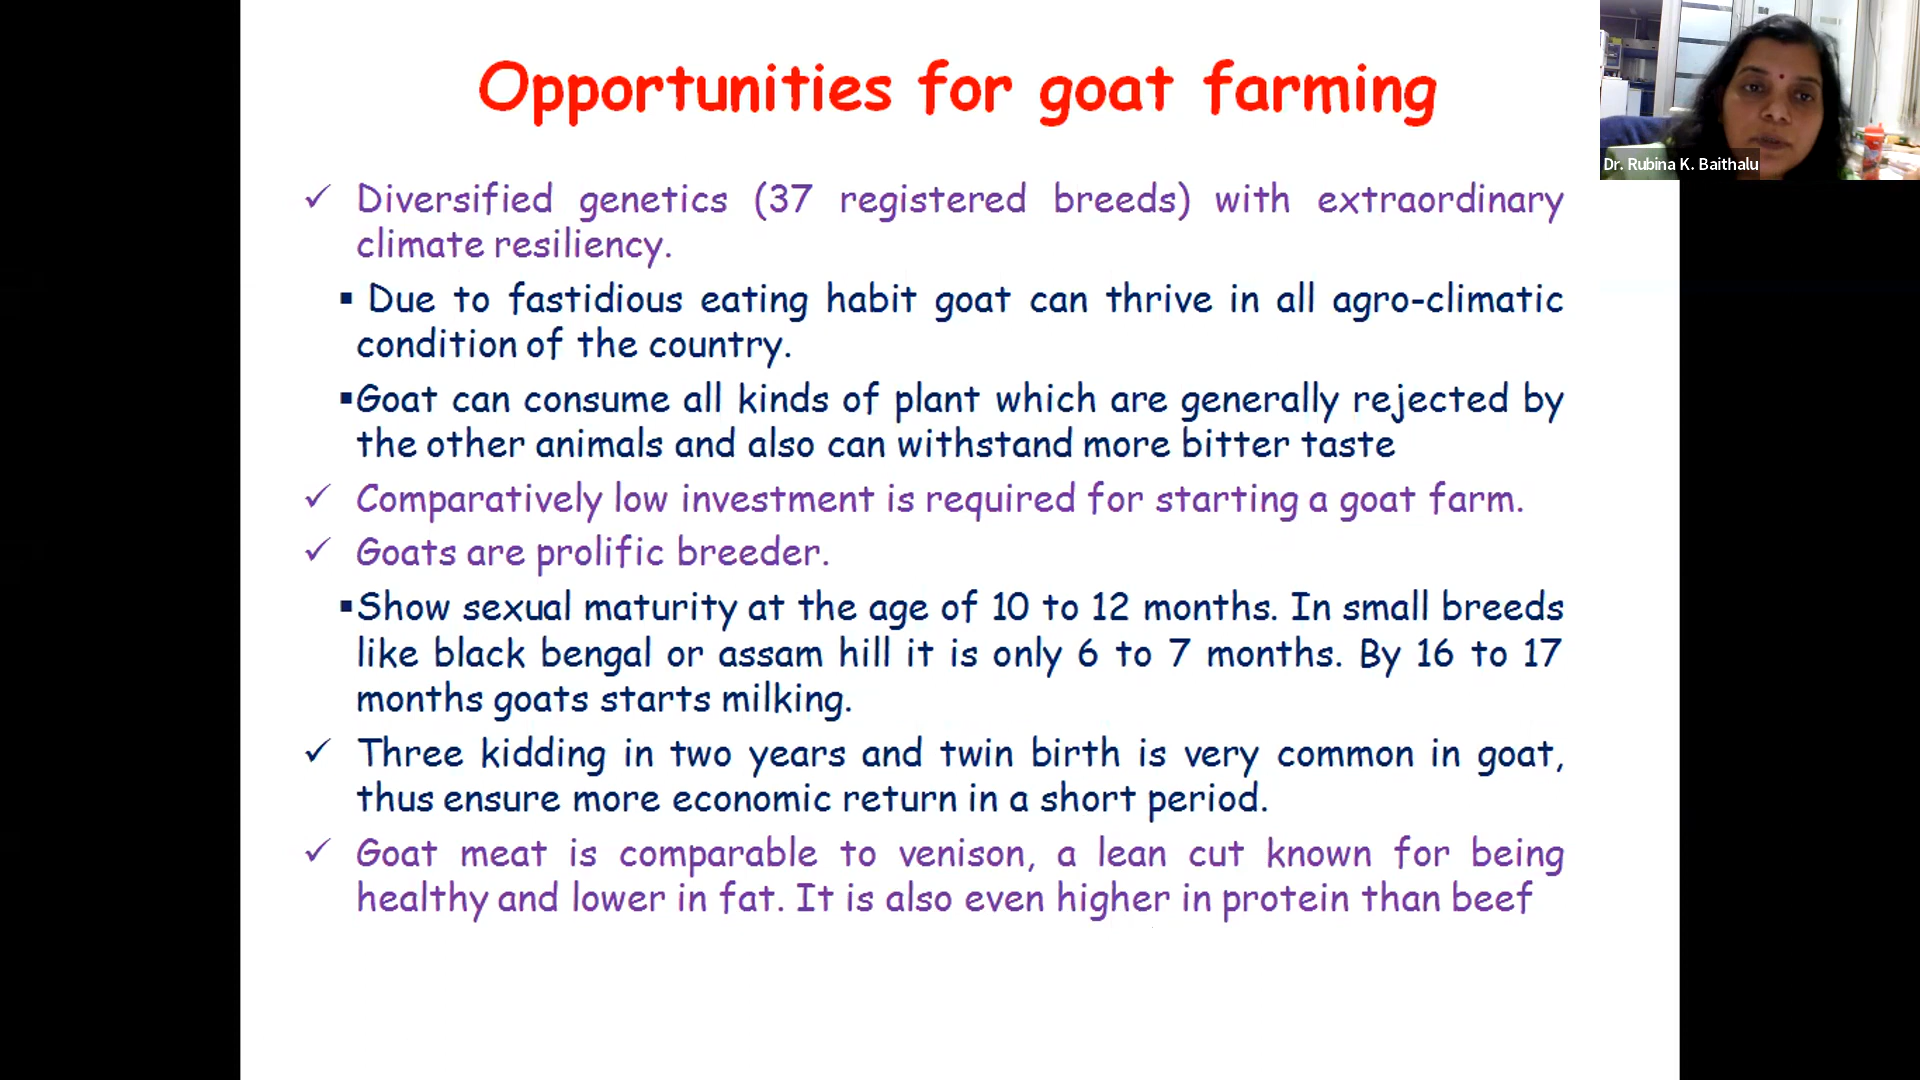 Opportunities for goat farming
Dr. Rubina K. Baithalu
✓ Diversified genetics (37 registered breeds) with extraordinary
climate resiliency.
▪ Due to fastidious eating habit goat can thrive in all agro-climatic
condition of the country.
▪Goat can consume all kinds of plant which are generally rejected by
the other animals and also can withstand more bitter taste
✓ Comparatively low investment is required for starting a goat farm.
✓ Goats are prolific breeder.
▪Show sexual maturity at the age of 10 to 12 months. In small breeds
like black bengal or assam hill it is only 6 to 7 months. By 16 to 17
months goats starts milking.
✓ Three kidding in two years and twin birth is very common in goat,
thus ensure more economic return in a short period.
✓ Goat meat is comparable to venison, a lean cut known for being
healthy and lower in fat. It is also even higher in protein than beef